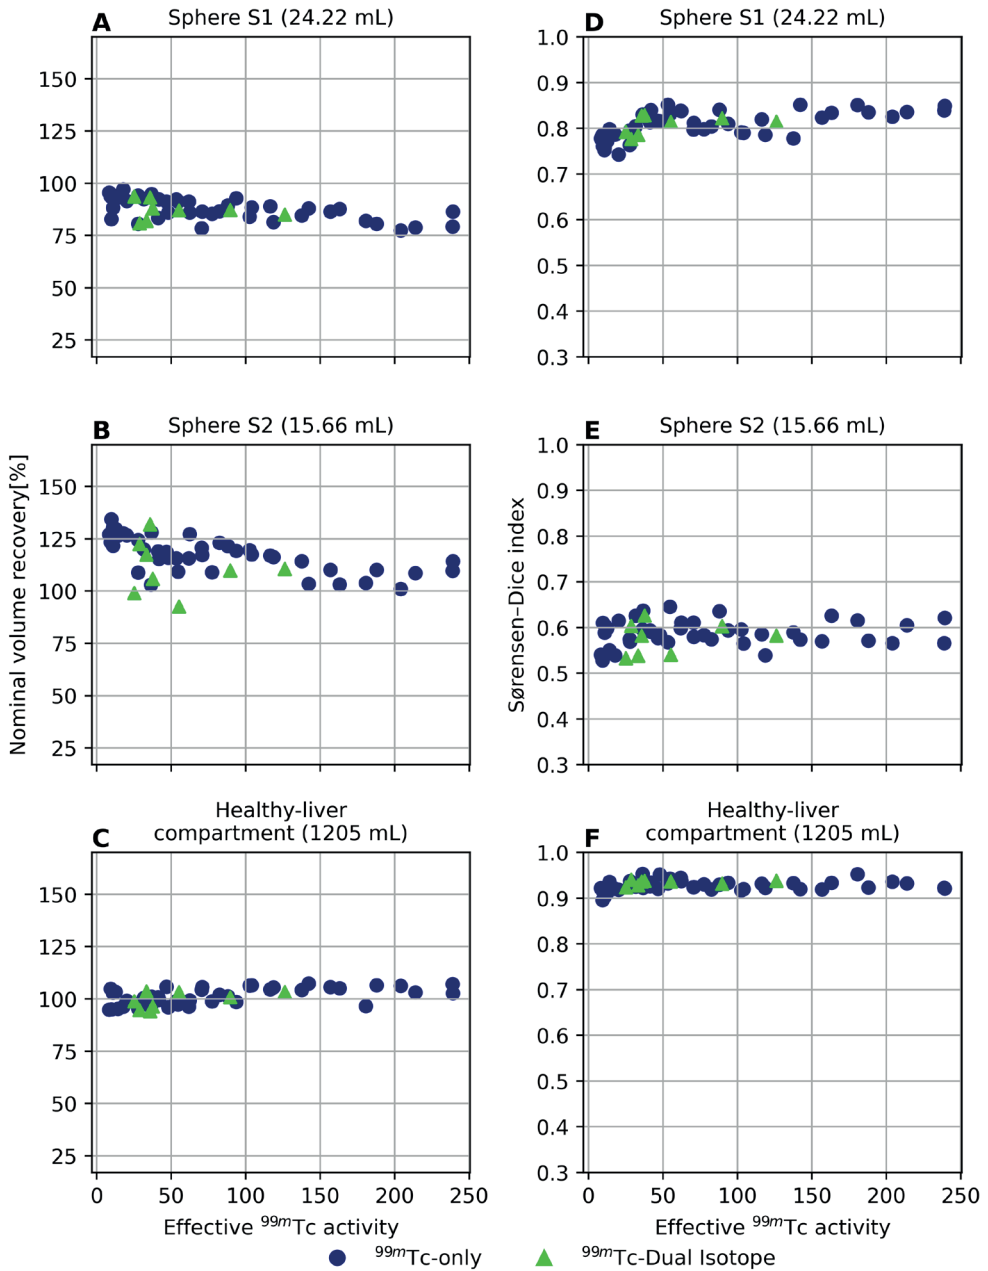 A Sphere S1 (24.22 mL)
150
125
100
75
50
25
D Sphere S1 (24.22 mL)
1.0
0.9
0.8
0.7
0.6
0.5
0.4
0.3
B Sphere S2 (15.66 mL)
Nominal volume recovery[%]
150
125
100
75
50
25
E Sphere S2 (15.66 mL)
Sørensen–Dice index
1.0
0.9
0.8
0.7
0.6
0.5
0.4
0.3
Healthy-liver
C compartment (1205 mL)
150
125
100
75
50
25
0 50 100 150 200 250
Effective ⁹⁹ᵐTc activity
Healthy-liver
F compartment (1205 mL)
1.0
0.9
0.8
0.7
0.6
0.5
0.4
0.3
0 50 100 150 200 250
Effective ⁹⁹ᵐTc activity
⁹⁹ᵐTc-only
⁹⁹ᵐTc-Dual Isotope